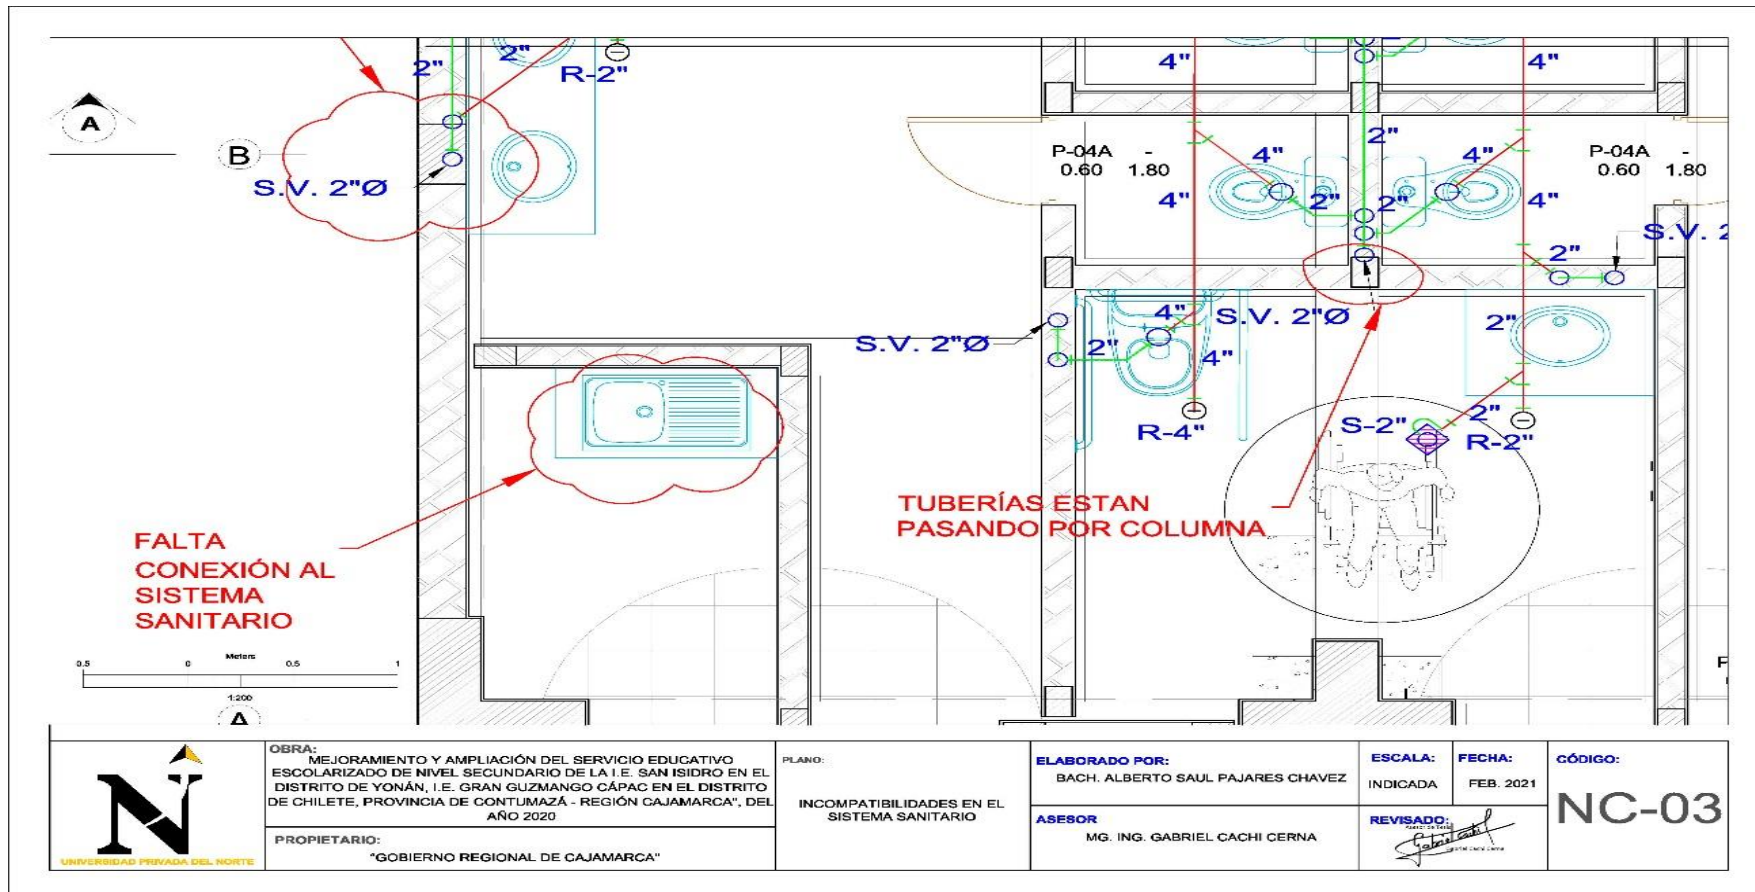 2"
2"
R-2"
4"
2"
4"
A
B
S.V. 2"Ø
P-04A -
0.60 1.80
4"
4"
2"
4"
4"
P-04A -
0.60 1.80
2"
2"
4"
S.V. 2
2"
S.V. 2"Ø
2"
4"
4"
S.V. 2"Ø
2"
R-4"
S-2"
2"
R-2"
TUBERÍAS ESTAN
PASANDO POR COLUMNA
FALTA
CONEXIÓN AL
SISTEMA
SANITARIO
Meters
0.5 0 0.5 1
1:200
A
P
UNIVERSIDAD PRIVADA DEL NORTE
OBRA:
MEJORAMIENTO Y AMPLIACIÓN DEL SERVICIO EDUCATIVO
ESCOLARIZADO DE NIVEL SECUNDARIO DE LA I.E. SAN ISIDRO EN EL
DISTRITO DE YONÁN, I.E. GRAN GUZMANGO CÁPAC EN EL DISTRITO
DE CHILETE, PROVINCIA DE CONTUMAZÁ - REGIÓN CAJAMARCA", DEL
AÑO 2020
PROPIETARIO:
"GOBIERNO REGIONAL DE CAJAMARCA"
PLANO:
INCOMPATIBILIDADES EN EL
SISTEMA SANITARIO
ELABORADO POR:
BACH. ALBERTO SAUL PAJARES CHAVEZ
ASESOR
MG. ING. GABRIEL CACHI CERNA
ESCALA:
INDICADA
FECHA:
FEB. 2021
REVISADO:
CÓDIGO:
NC-03